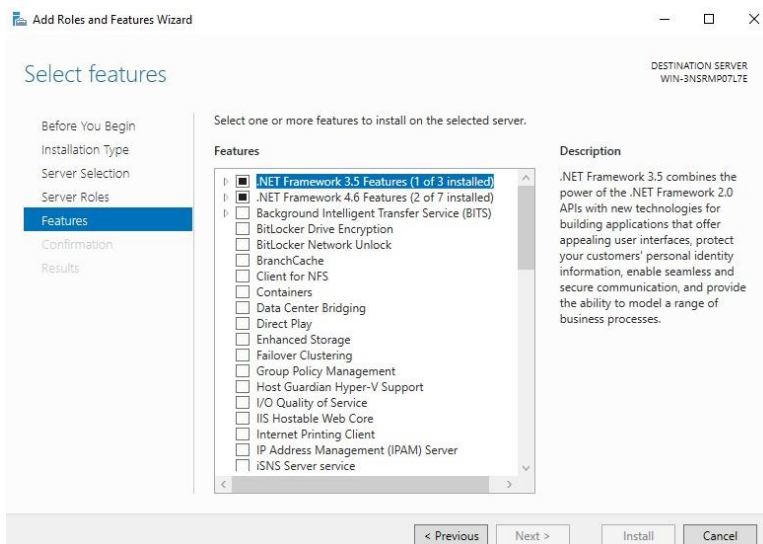 Add Roles and Features Wizard
Select features
DESTINATION SERVER
WIN-3NSRMP07L7E
Before You Begin
Installation Type
Server Selection
Server Roles
Features
Confirmation
Results
Select one or more features to install on the selected server.
Features
.NET Framework 3.5 Features (1 of 3 installed)
.NET Framework 4.6 Features (2 of 7 installed)
Background Intelligent Transfer Service (BITS)
BitLocker Drive Encryption
BitLocker Network Unlock
BranchCache
Client for NFS
Containers
Data Center Bridging
Direct Play
Enhanced Storage
Failover Clustering
Group Policy Management
Host Guardian Hyper-V Support
I/O Quality of Service
IIS Hostable Web Core
Internet Printing Client
IP Address Management (IPAM) Server
iSNS Server service
Description
.NET Framework 3.5 combines the
power of the .NET Framework 2.0
APIs with new technologies for
building applications that offer
appealing user interfaces, protect
your customers' personal identity
information, enable seamless and
secure communication, and provide
the ability to model a range of
business processes.
< Previous
Next >
Install
Cancel